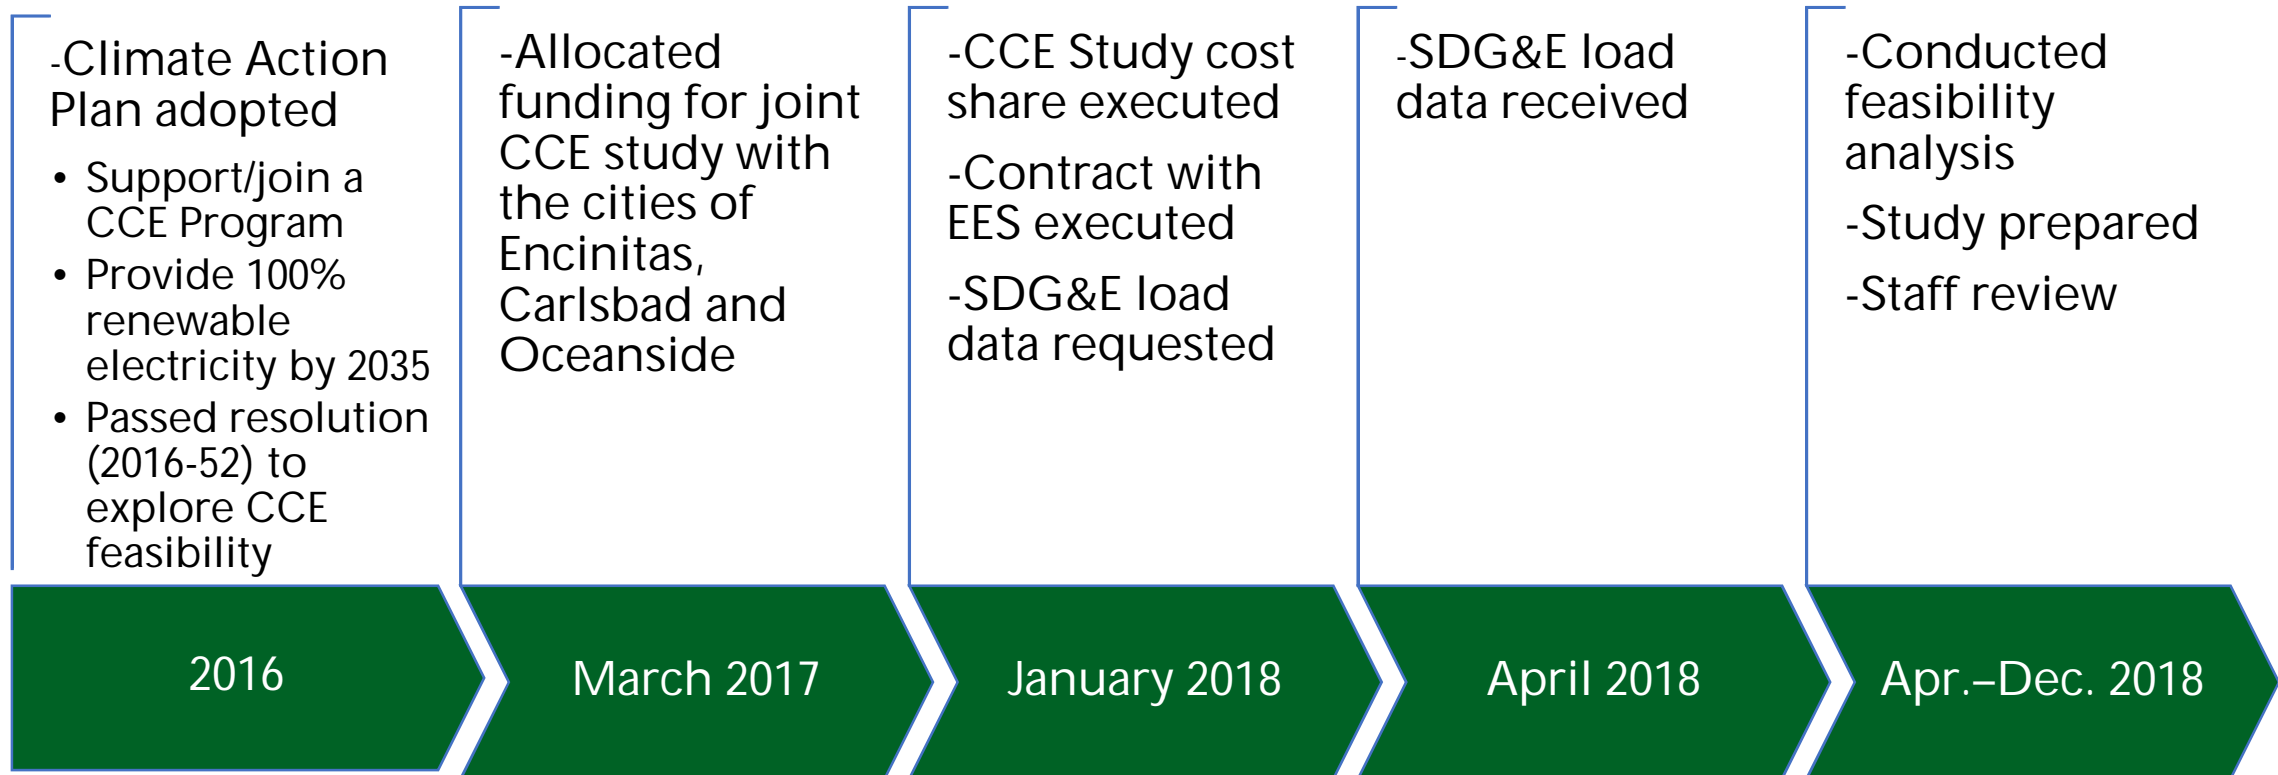 -Climate Action
Plan adopted
• Support/join a
CCE Program
• Provide 100%
renewable
electricity by 2035
• Passed resolution
(2016-52) to
explore CCE
feasibility
2016
-Allocated
funding for joint
CCE study with
the cities of
Encinitas,
Carlsbad and
Oceanside
March 2017
-CCE Study cost
share executed
-Contract with
EES executed
-SDG&E load
data requested
January 2018
-SDG&E load
data received
April 2018
-Conducted
feasibility
analysis
-Study prepared
-Staff review
Apr.–Dec. 2018